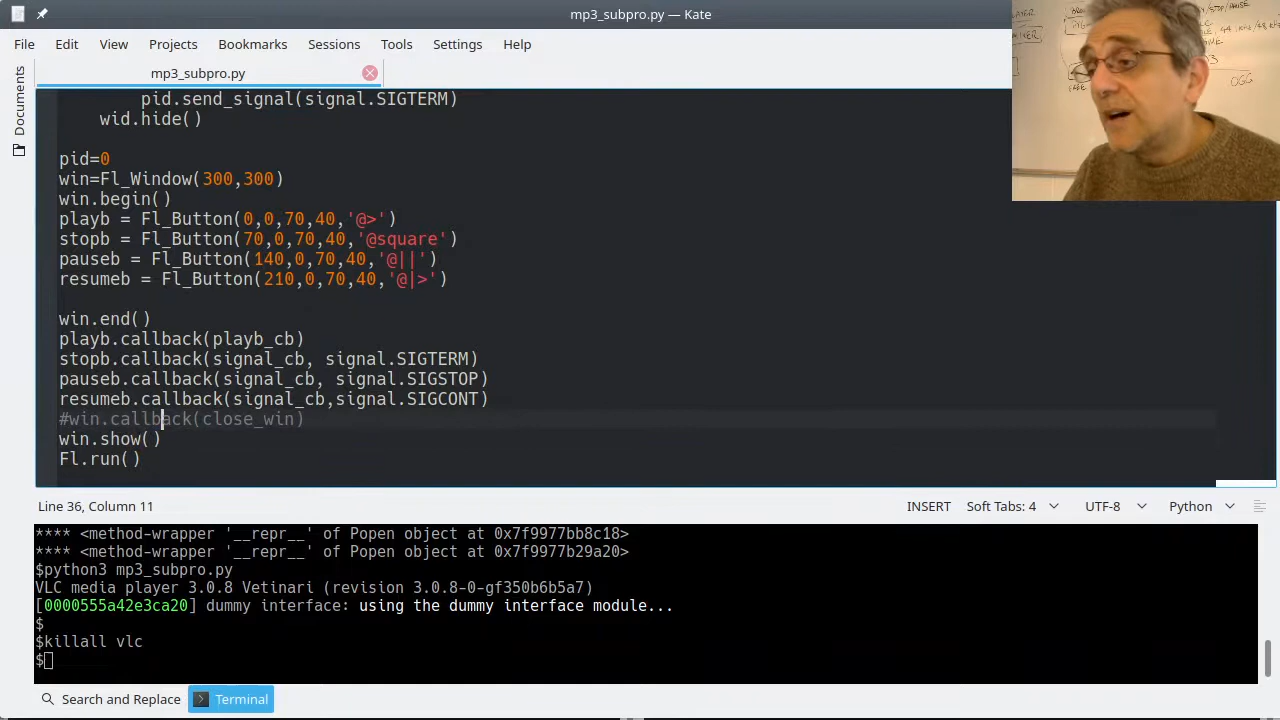 mp3_subpro.py — Kate
File Edit View Projects Bookmarks Sessions Tools Settings Help
mp3_subpro.py
Documents
pid.send_signal(signal.SIGTERM)
wid.hide()
pid=0
win=Fl_Window(300,300)
win.begin()
playb = Fl_Button(0,0,70,40,'@>')
stopb = Fl_Button(70,0,70,40,'@square')
pauseb = Fl_Button(140,0,70,40,'@||')
resumeb = Fl_Button(210,0,70,40,'@|>')
win.end()
playb.callback(playb_cb)
stopb.callback(signal_cb, signal.SIGTERM)
pauseb.callback(signal_cb, signal.SIGSTOP)
resumeb.callback(signal_cb,signal.SIGCONT)
#win.callback(close_win)
win.show()
Fl.run()
Line 36, Column 11 INSERT Soft Tabs: 4 UTF-8 Python
**** <method-wrapper '__repr__' of Popen object at 0x7f9977bb8c18>
**** <method-wrapper '__repr__' of Popen object at 0x7f9977b29a20>
$python3 mp3_subpro.py
VLC media player 3.0.8 Vetinari (revision 3.0.8-0-gf350b6b5a7)
[0000555a42e3ca20] dummy interface: using the dummy interface module...
$
$killall vlc
$
Search and Replace Terminal
OGG